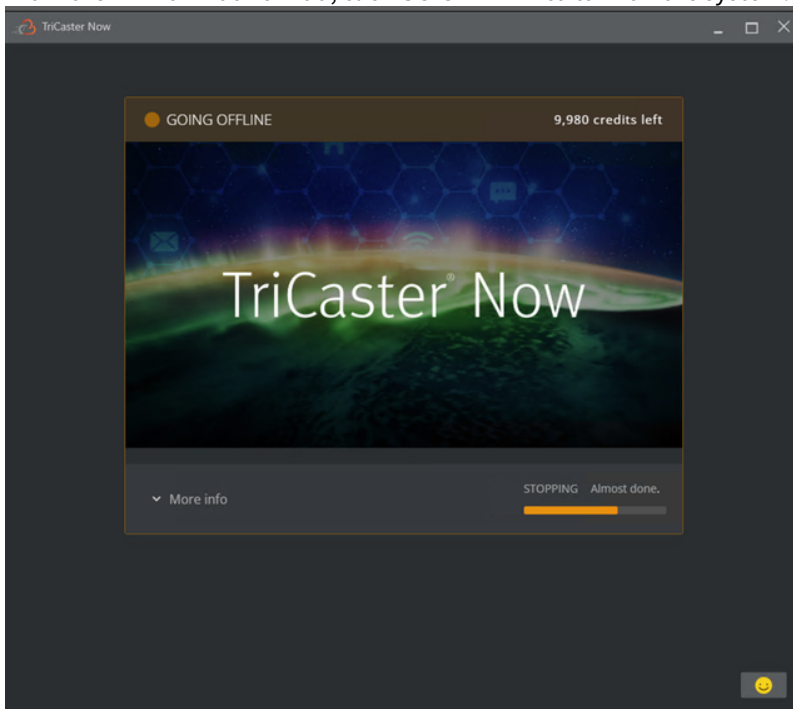 TriCaster Now
GOING OFFLINE 9,980 credits left
TriCaster® Now
More info
STOPPING Almost done.